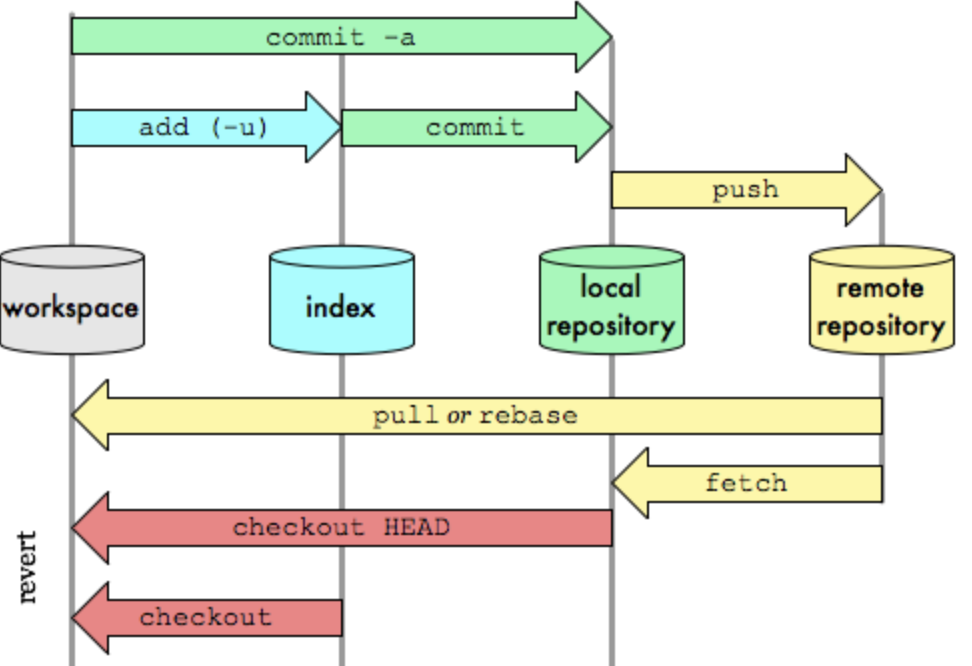 commit -a
add (-u)
commit
push
workspace
index
local
repository
remote
repository
pull or rebase
fetch
checkout HEAD
revert
checkout